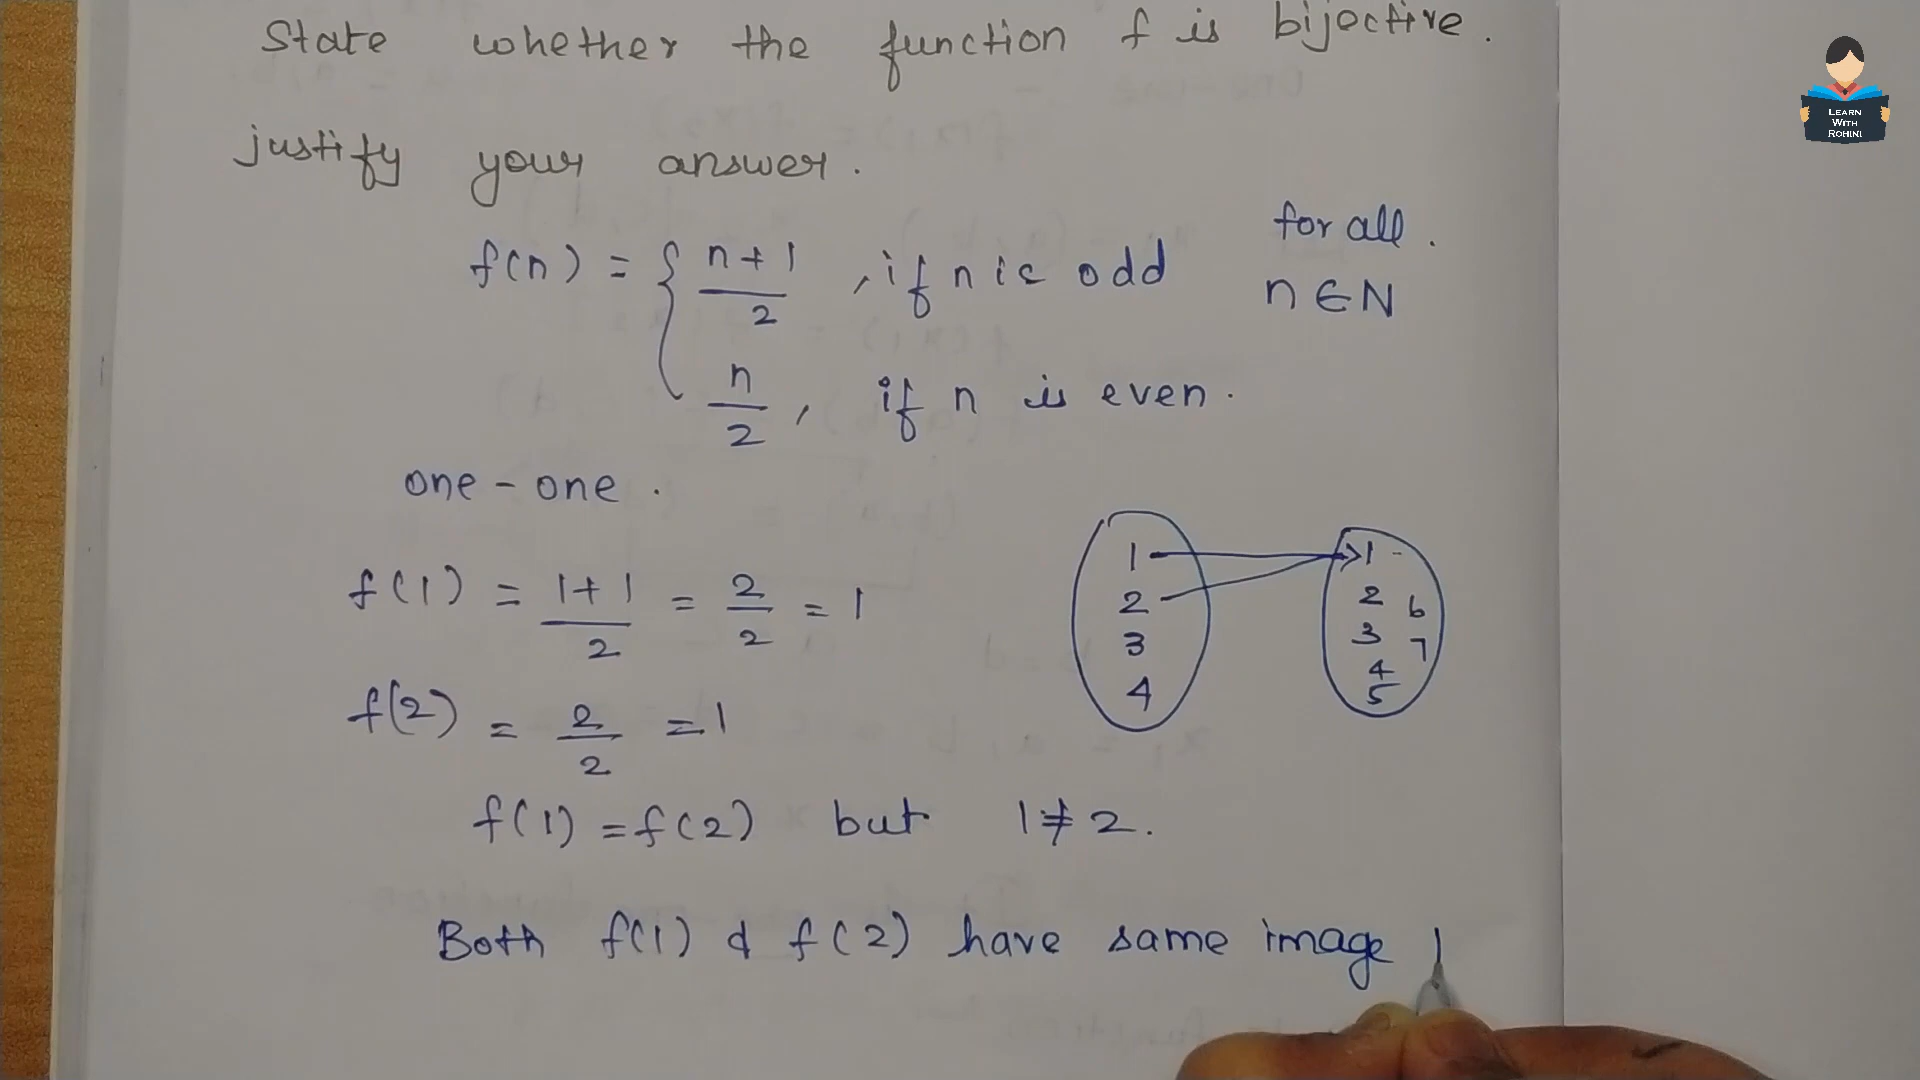 State whether the function f is bijective.
justify your answer.
for all.
f(n) = { n+1 / 2 , if n is odd n ∈ N
n / 2 , if n is even.
one - one.
f(1) = 1+1 / 2 = 2 / 2 = 1
f(2) = 2 / 2 = 1
1 2 3 4
1 2 3 4 5 6 7
f(1) = f(2) but 1 ≠ 2.
Both f(1) & f(2) have same image 1
LEARN
WITH
ROHINI